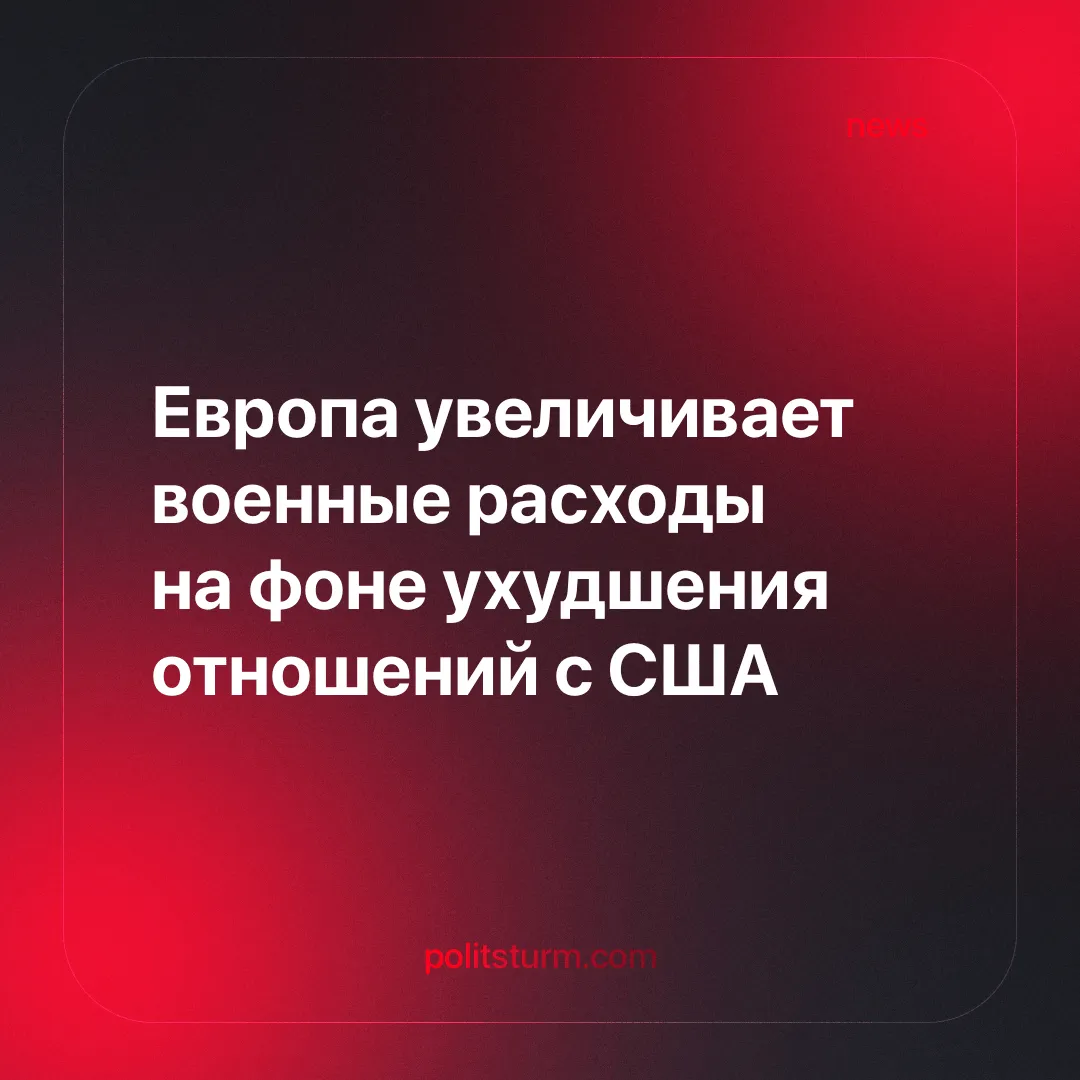 news
Европа увеличивает
военные расходы
на фоне ухудшения
отношений с США
politsturm.com